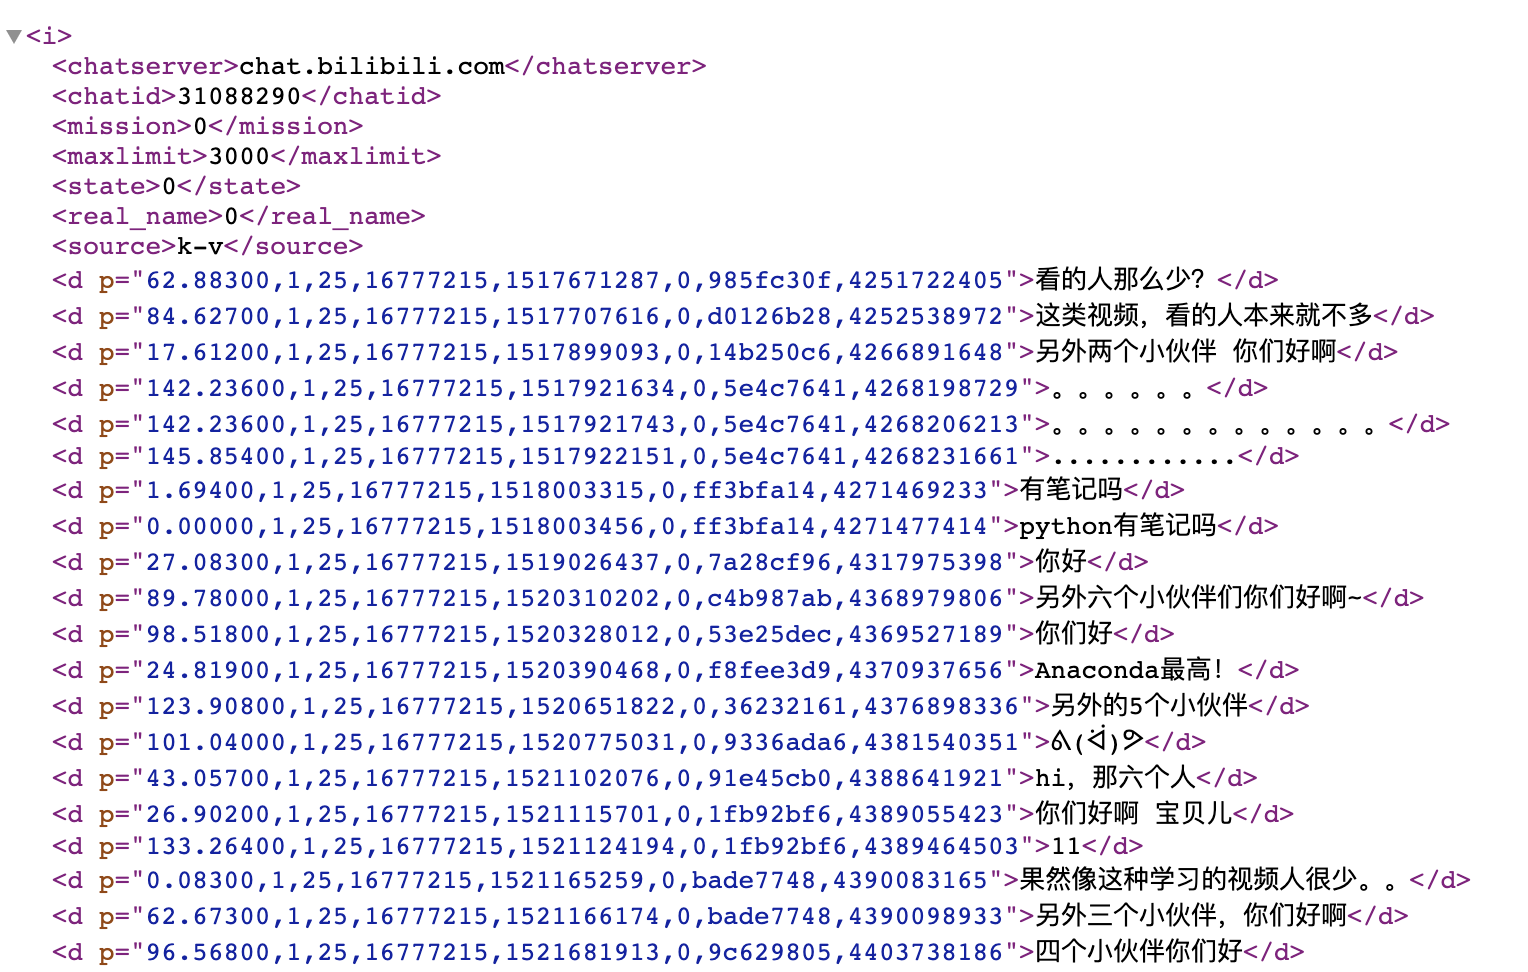 <i>
<chatserver>chat.bilibili.com</chatserver>
<chatid>31088290</chatid>
<mission>0</mission>
<maxlimit>3000</maxlimit>
<state>0</state>
<real_name>0</real_name>
<source>k-v</source>
<d p="62.88300,1,25,16777215,1517671287,0,985fc30f,4251722405">看的人那么少？</d>
<d p="84.62700,1,25,16777215,1517707616,0,d0126b28,4252538972">这类视频，看的人本来就不多</d>
<d p="17.61200,1,25,16777215,1517899093,0,14b250c6,4266891648">另外两个小伙伴 你们好啊</d>
<d p="142.23600,1,25,16777215,1517921634,0,5e4c7641,4268198729">。。。。。。</d>
<d p="142.23600,1,25,16777215,1517921743,0,5e4c7641,4268206213">。。。。。。。。。。。。。</d>
<d p="145.85400,1,25,16777215,1517922151,0,5e4c7641,4268231661">............</d>
<d p="1.69400,1,25,16777215,1518003315,0,ff3bfa14,4271469233">有笔记吗</d>
<d p="0.00000,1,25,16777215,1518003456,0,ff3bfa14,4271477414">python有笔记吗</d>
<d p="27.08300,1,25,16777215,1519026437,0,7a28cf96,4317975398">你好</d>
<d p="89.78000,1,25,16777215,1520310202,0,c4b987ab,4368979806">另外六个小伙伴们你们好啊~</d>
<d p="98.51800,1,25,16777215,1520328012,0,53e25dec,4369527189">你们好</d>
<d p="24.81900,1,25,16777215,1520390468,0,f8fee3d9,4370937656">Anaconda最高！</d>
<d p="123.90800,1,25,16777215,1520651822,0,36232161,4376898336">另外的5个小伙伴</d>
<d p="101.04000,1,25,16777215,1520775031,0,9336ada6,4381540351">ᕕ(ᐛ)ᕗ</d>
<d p="43.05700,1,25,16777215,1521102076,0,91e45cb0,4388641921">hi，那六个人</d>
<d p="26.90200,1,25,16777215,1521115701,0,1fb92bf6,4389055423">你们好啊 宝贝儿</d>
<d p="133.26400,1,25,16777215,1521124194,0,1fb92bf6,4389464503">11</d>
<d p="0.08300,1,25,16777215,1521165259,0,bade7748,4390083165">果然像这种学习的视频人很少。。</d>
<d p="62.67300,1,25,16777215,1521166174,0,bade7748,4390098933">另外三个小伙伴，你们好啊</d>
<d p="96.56800,1,25,16777215,1521681913,0,9c629805,4403738186">四个小伙伴你们好</d>